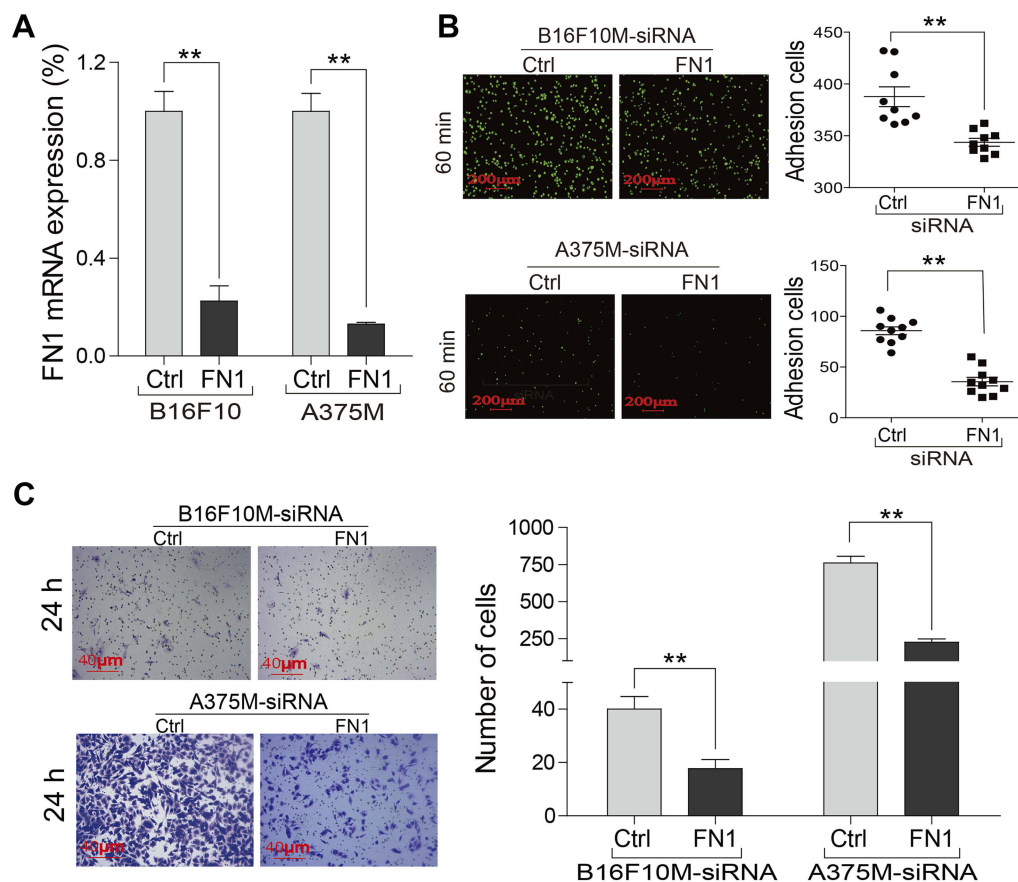 A
FN1 mRNA expression (%)
1.2
0.8
0.4
0.0
**
**
Ctrl FN1 Ctrl FN1
B16F10 A375M
B
B16F10M-siRNA
Ctrl FN1
60 min
200μm 200μm
Adhesion cells
450
400
350
300
**
Ctrl FN1
siRNA
A375M-siRNA
Ctrl FN1
60 min
siRNA
200μm 200μm
Adhesion cells
150
100
50
0
**
Ctrl FN1
siRNA
C
B16F10M-siRNA
Ctrl FN1
24 h
40μm 40μm
A375M-siRNA
Ctrl FN1
24 h
40μm 40μm
Number of cells
1000
750
500
250
40
20
0
**
**
Ctrl FN1 Ctrl FN1
B16F10M-siRNA A375M-siRNA